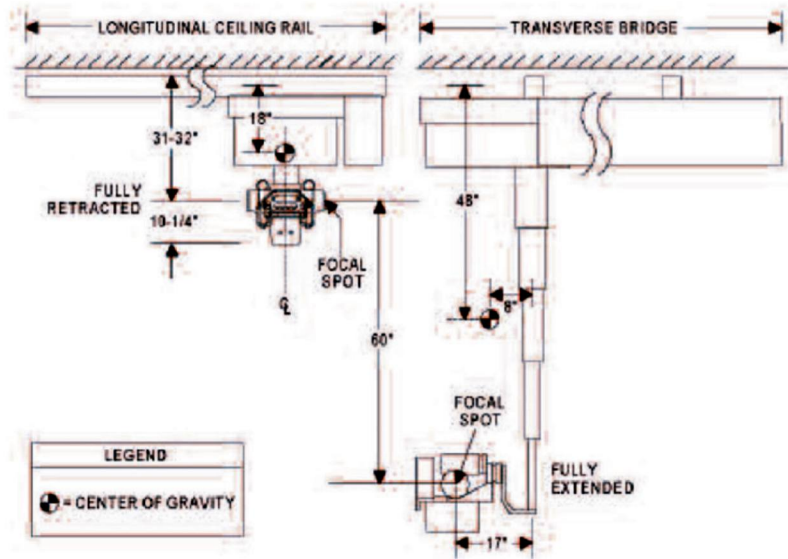 LONGITUDINAL CEILING RAIL
TRANSVERSE BRIDGE
31-32"
18"
48"
FULLY
RETRACTED
10-1/4"
FOCAL
SPOT
℄
8"
60"
FOCAL
SPOT
LEGEND
= CENTER OF GRAVITY
FULLY
EXTENDED
17"